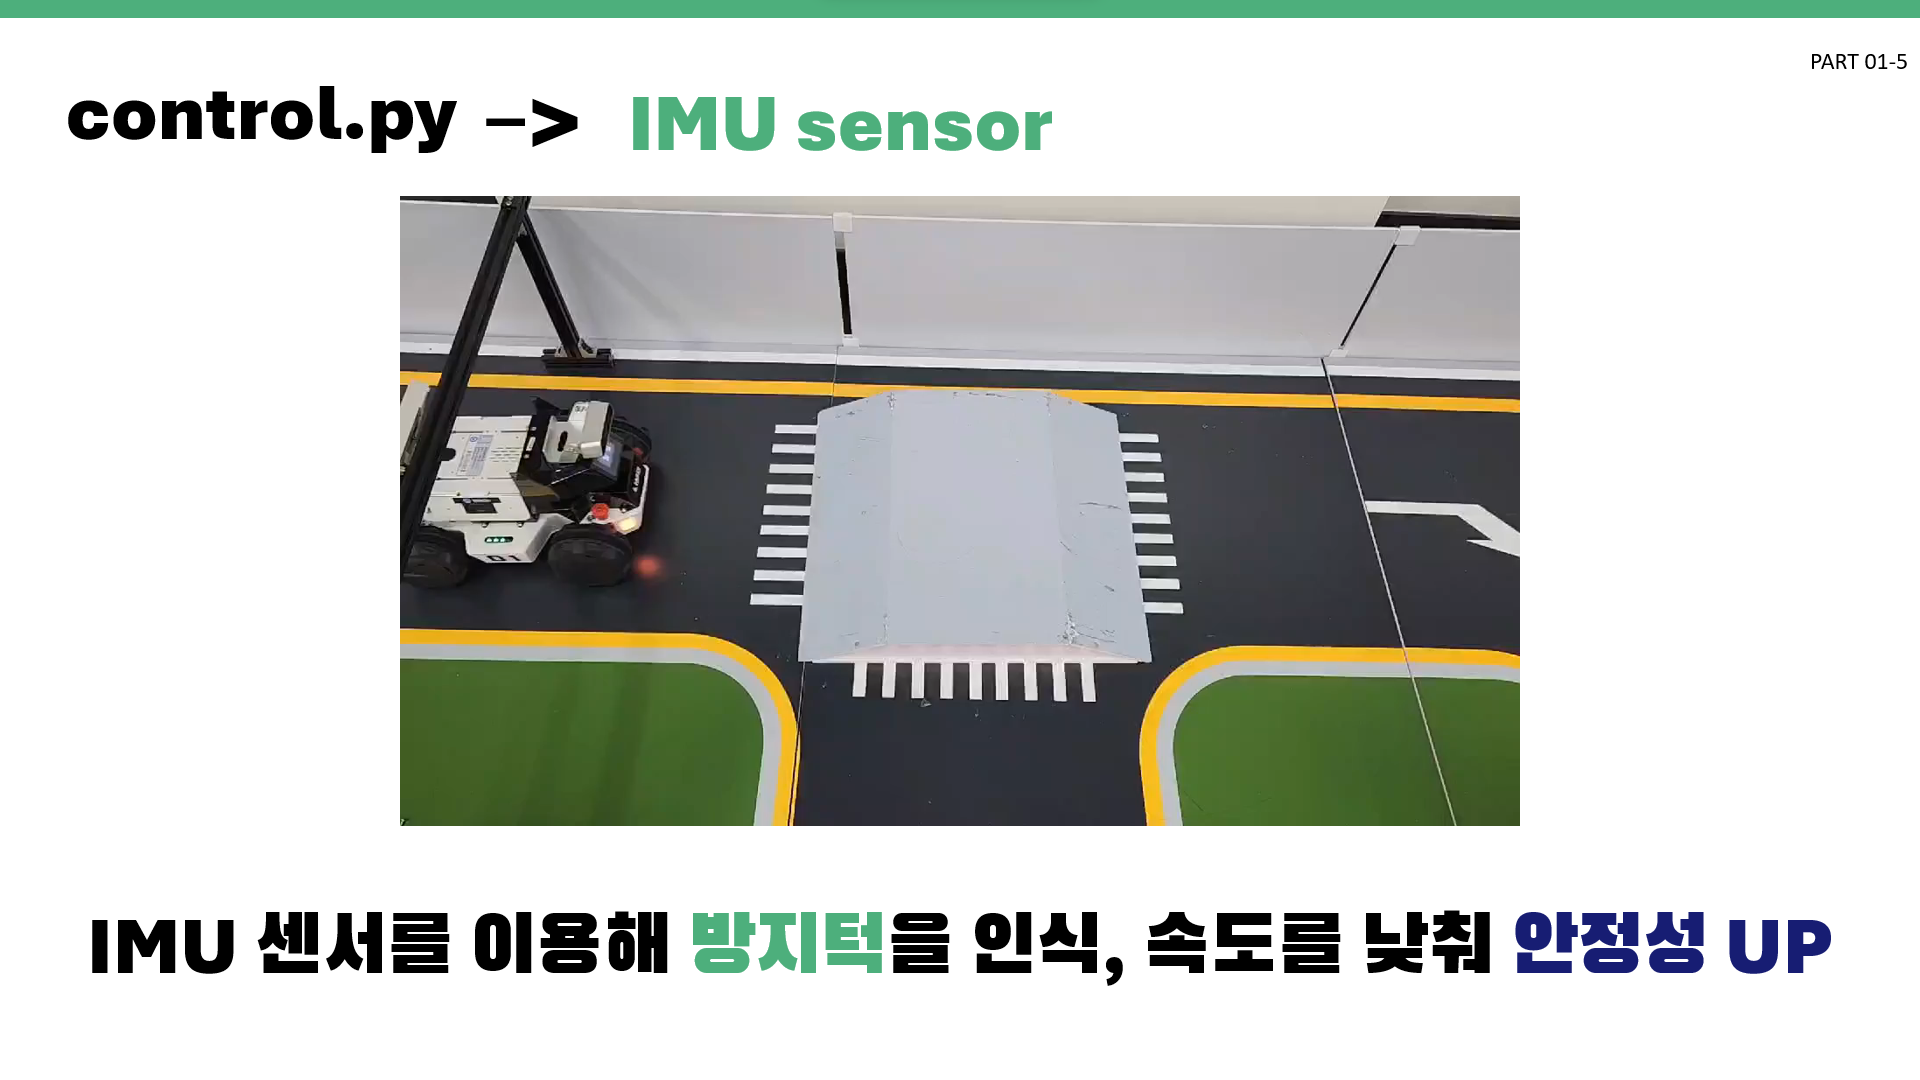 PART 01-5
control.py –> IMU sensor
IMU 센서를 이용해 방지턱을 인식, 속도를 낮춰 안정성 UP